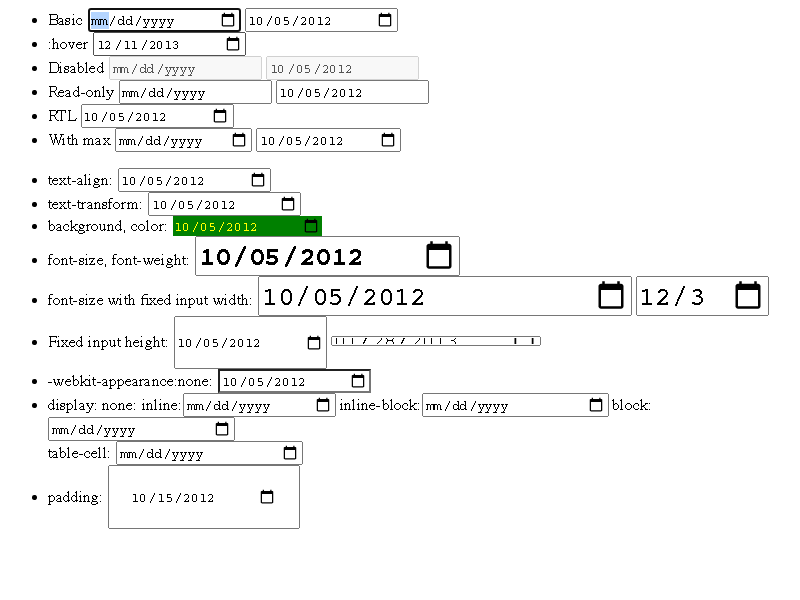 Basic mm/dd/yyyy 10/05/2012
:hover 12/11/2013
Disabled mm/dd/yyyy 10/05/2012
Read-only mm/dd/yyyy 10/05/2012
RTL 10/05/2012
With max mm/dd/yyyy 10/05/2012
text-align: 10/05/2012
text-transform: 10/05/2012
background, color: 10/05/2012
font-size, font-weight: 10/05/2012
font-size with fixed input width: 10/05/2012 12/3
Fixed input height: 10/05/2012
-webkit-appearance:none: 10/05/2012
display: none: inline: mm/dd/yyyy inline-block: mm/dd/yyyy block:
mm/dd/yyyy
table-cell: mm/dd/yyyy
padding: 10/15/2012